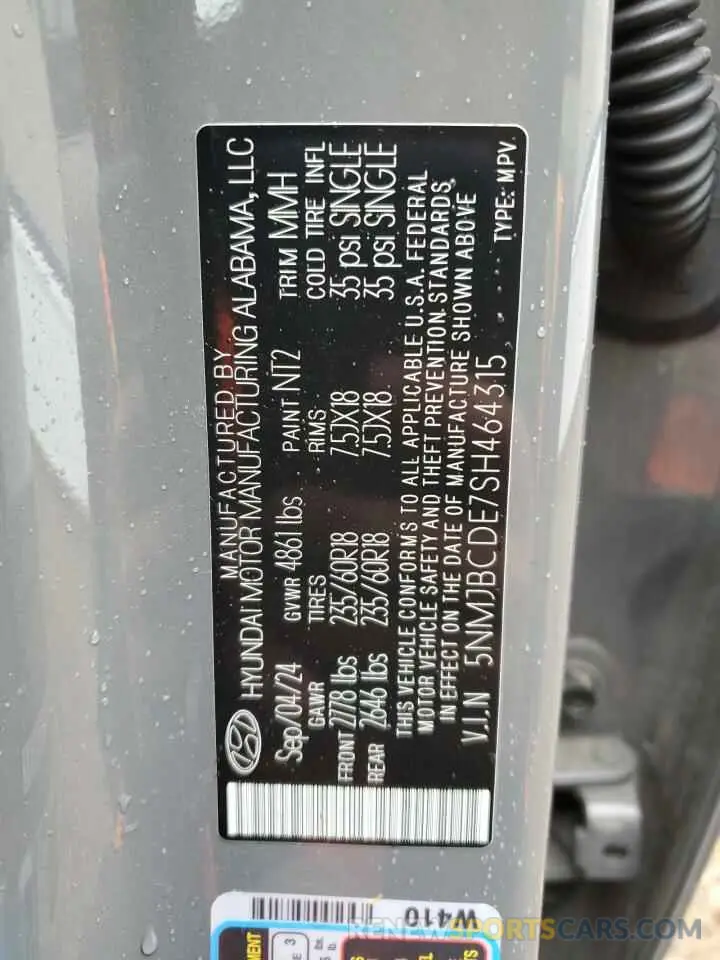 MANUFACTURED BY
HYUNDAI MOTOR MANUFACTURING ALABAMA, LLC
Sep/04/24 GVWR 4861 lbs PAINT NT2 TRIM MMH
GAWR TIRES RIMS COLD TIRE INFL
FRONT 2778 lbs 235/60R18 7.5JX18 35 psi SINGLE
REAR 2646 lbs 235/60R18 7.5JX18 35 psi SINGLE
THIS VEHICLE CONFORMS TO ALL APPLICABLE U.S.A. FEDERAL
MOTOR VEHICLE SAFETY AND THEFT PREVENTION STANDARDS
IN EFFECT ON THE DATE OF MANUFACTURE SHOWN ABOVE
V.I.N 5NMJBCDE7SH464315
TYPE: MPV
W410
3
RENEWSPORTSCARS.COM